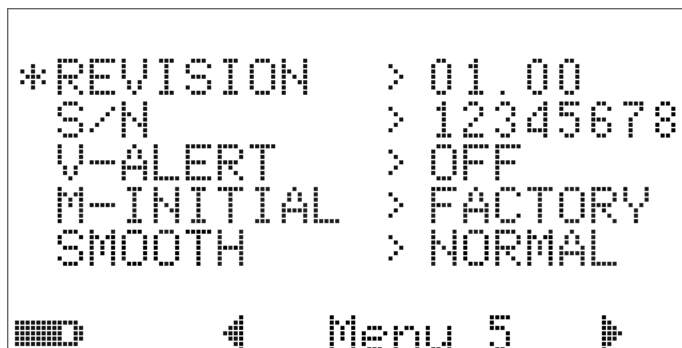 *REVISION > 01.00
S/N > 12345678
V-ALERT > OFF
M-INITIAL > FACTORY
SMOOTH > NORMAL
Menu 5